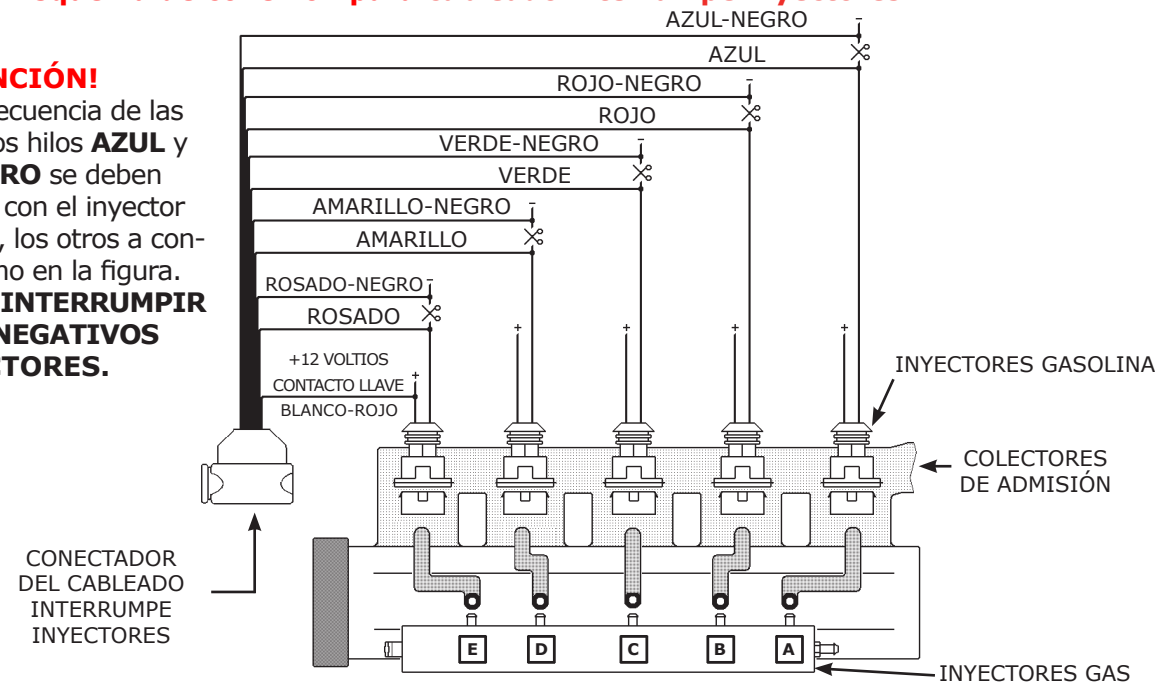 AZUL-NEGRO
AZUL
ROJO-NEGRO
ROJO
VERDE-NEGRO
VERDE
AMARILLO-NEGRO
AMARILLO
ROSADO-NEGRO
ROSADO
+12 VOLTIOS
CONTACTO LLAVE
BLANCO-ROJO
NCIÓN!
ecuencia de las
os hilos AZUL y
RO se deben
con el inyector
, los otros a con-
no en la figura.
INTERRUMPIR
NEGATIVOS
CTORES.
INYECTORES GASOLINA
COLECTORES
DE ADMISIÓN
CONECTADOR
DEL CABLEADO
INTERRUMPE
INYECTORES
E D C B A
INYECTORES GAS